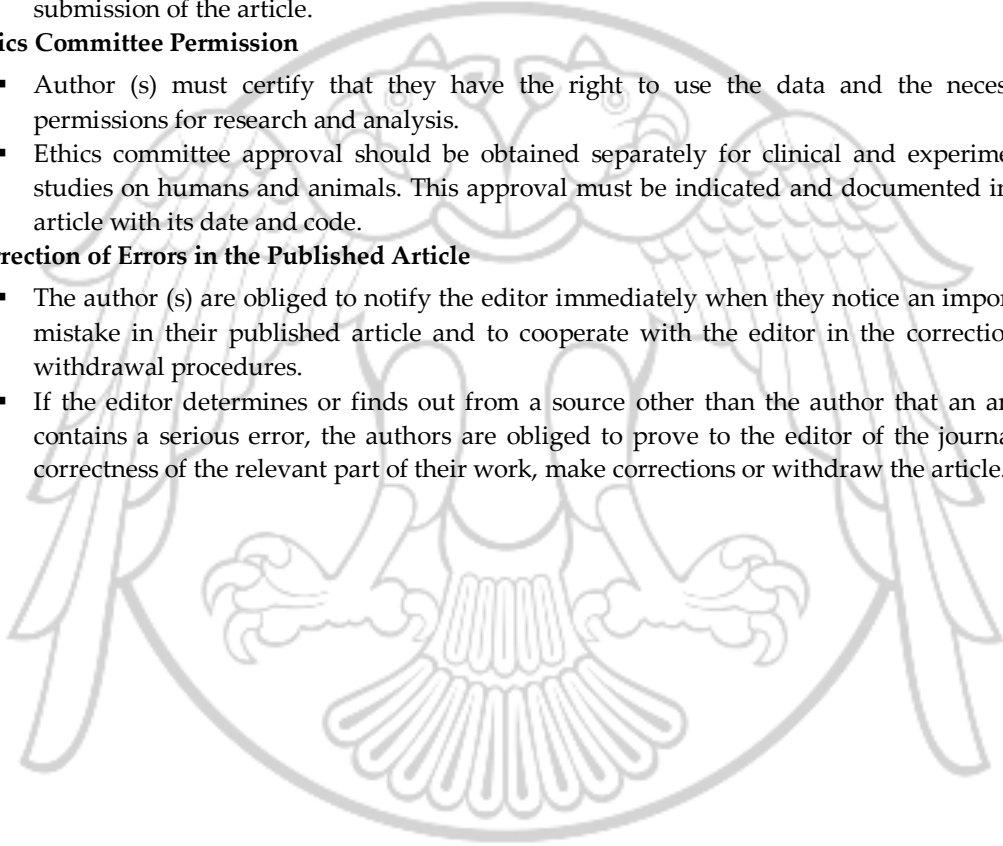 submission of the article.
ics Committee Permission
▪ Author (s) must certify that they have the right to use the data and the neces
permissions for research and analysis.
▪ Ethics committee approval should be obtained separately for clinical and experime
studies on humans and animals. This approval must be indicated and documented in
article with its date and code.
rection of Errors in the Published Article
▪ The author (s) are obliged to notify the editor immediately when they notice an impor
mistake in their published article and to cooperate with the editor in the correctio
withdrawal procedures.
▪ If the editor determines or finds out from a source other than the author that an ar
contains a serious error, the authors are obliged to prove to the editor of the journa
correctness of the relevant part of their work, make corrections or withdraw the article.